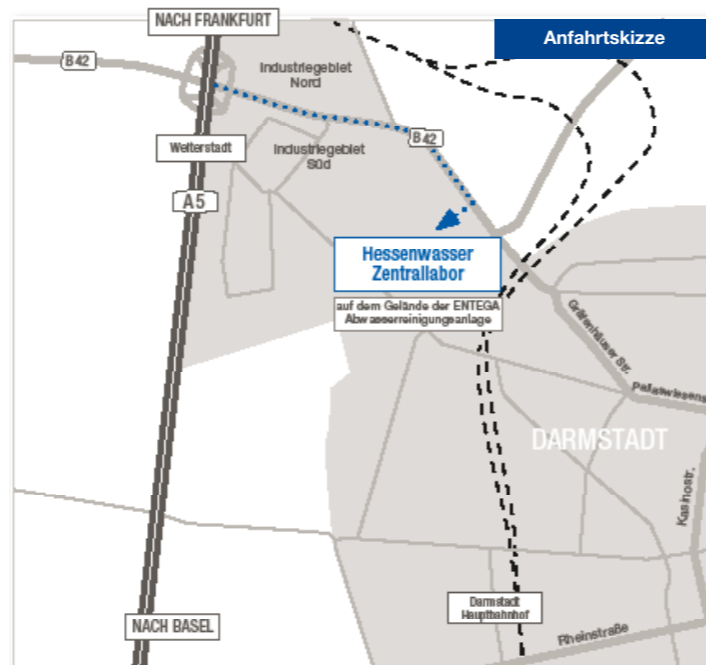 NACH FRANKFURT
Anfahrtskizze
B42
Industriegebiet
Nord
B42
Weiterstadt
Industriegebiet
Süd
A5
Hessenwasser
Zentrallabor
auf dem Gelände der ENTEGA
Abwasserreinigungsanlage
Gräfenhäuser Str.
Pallaswiesens
DARMSTADT
Kasinostr.
Darmstadt
Hauptbahnhof
NACH BASEL
Rheinstraße